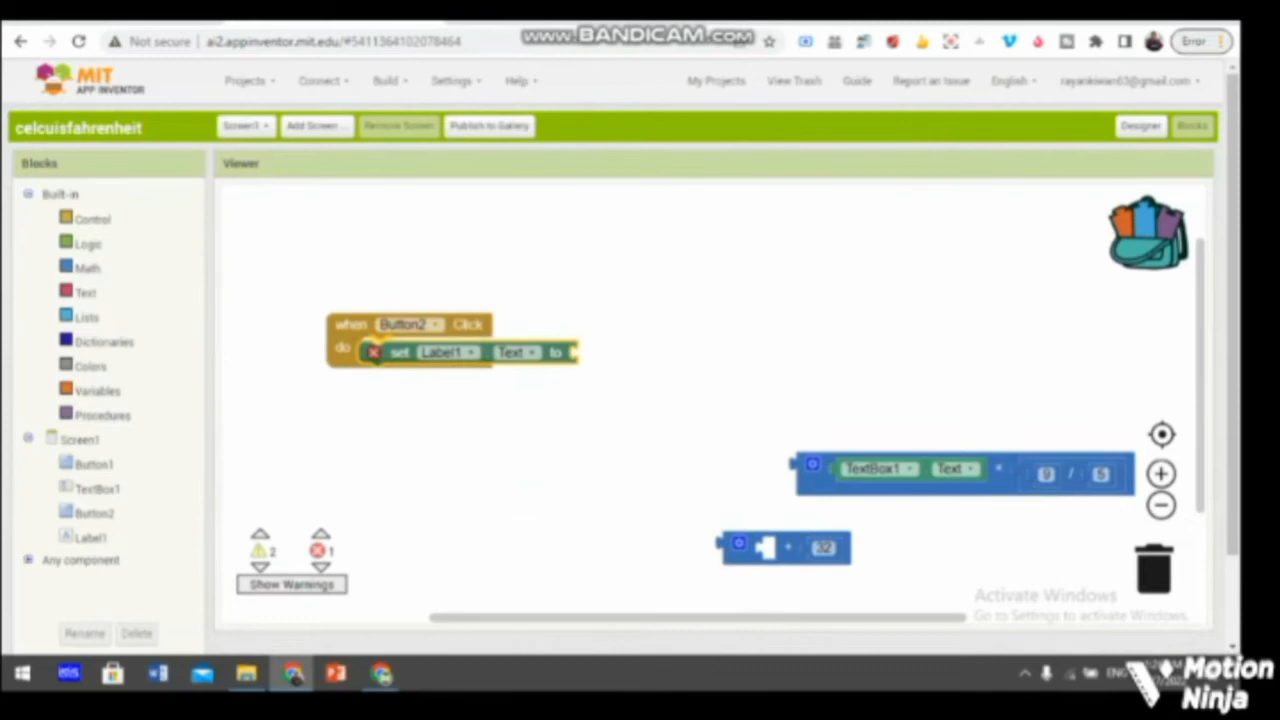 www.BANDICAM.com
Not secure ai2.appinventor.mit.edu/#5411364102078464 Error
MIT
APP INVENTOR
Projects Connect Build Settings Help My Projects View Trash Guide Report an Issue English rayankiwan63@gmail.com
celcuisfahrenheit Screen1 Add Screen ... Remove Screen Publish to Gallery Designer Blocks
Blocks Viewer
Built-in
Control
Logic
Math
Text
Lists
Dictionaries
Colors
Variables
Procedures
Screen1
Button1
TextBox1
Button2
Label1
Any component
Rename Delete
when Button2 . Click
do set Label1 . Text to
TextBox1 . Text × 9 / 5
+ 32
2 1
Show Warnings
Activate Windows
Go to Settings to activate Windows.
Motion
Ninja